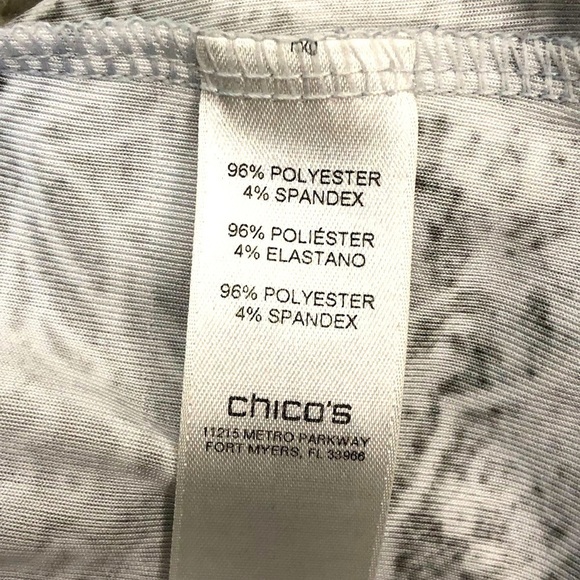 96% POLYESTER
4% SPANDEX
96% POLIÉSTER
4% ELASTANO
96% POLYESTER
4% SPANDEX
chico's
11215 METRO PARKWAY
FORT MYERS, FL 33966